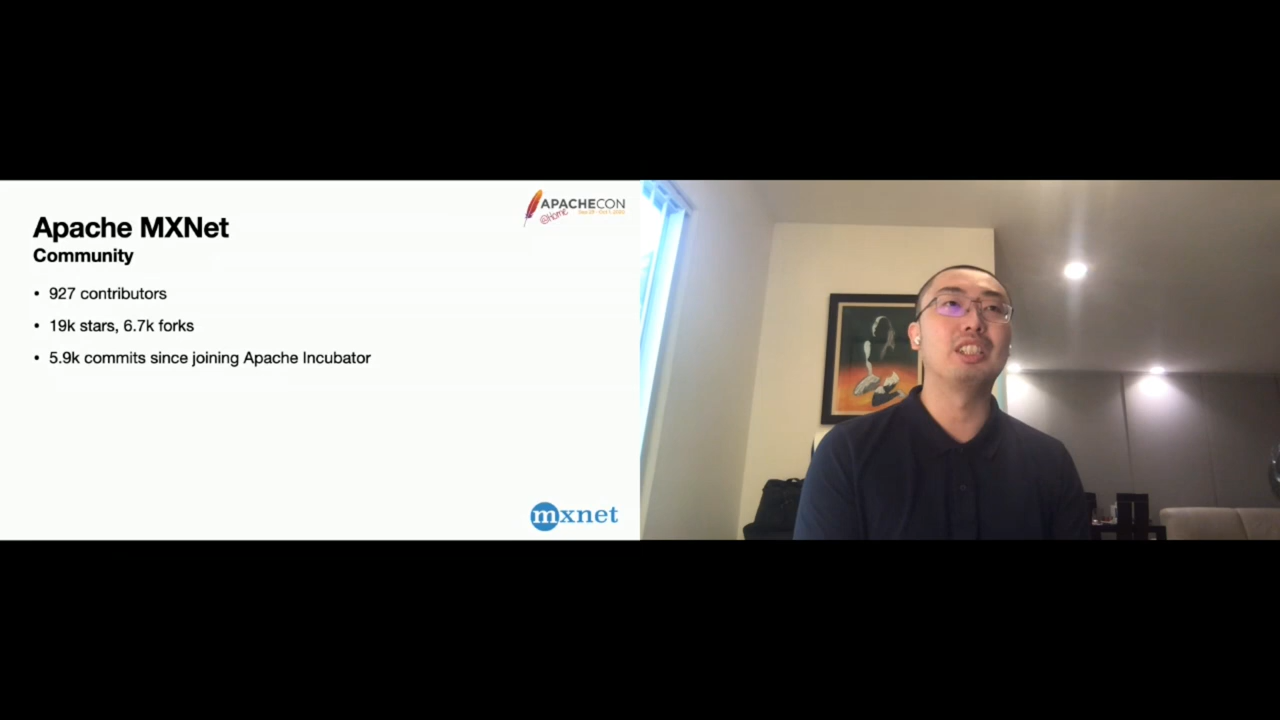 APACHECON
@Home
Apache MXNet
Community
• 927 contributors
• 19k stars, 6.7k forks
• 5.9k commits since joining Apache Incubator
mxnet